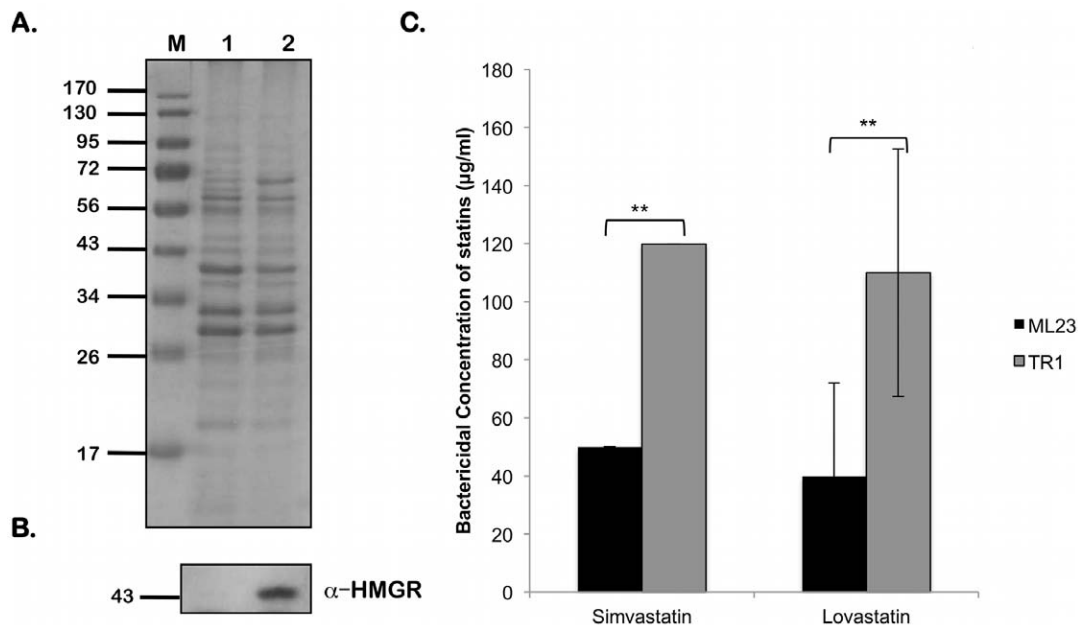 A.
M 1 2
170
130
95
72
56
43
34
26
17
B.
43
α-HMGR
C.
Bactericidal Concentration of statins (µg/ml)
180
160
140
120
100
80
60
40
20
0
**
**
Simvastatin
Lovastatin
ML23
TR1